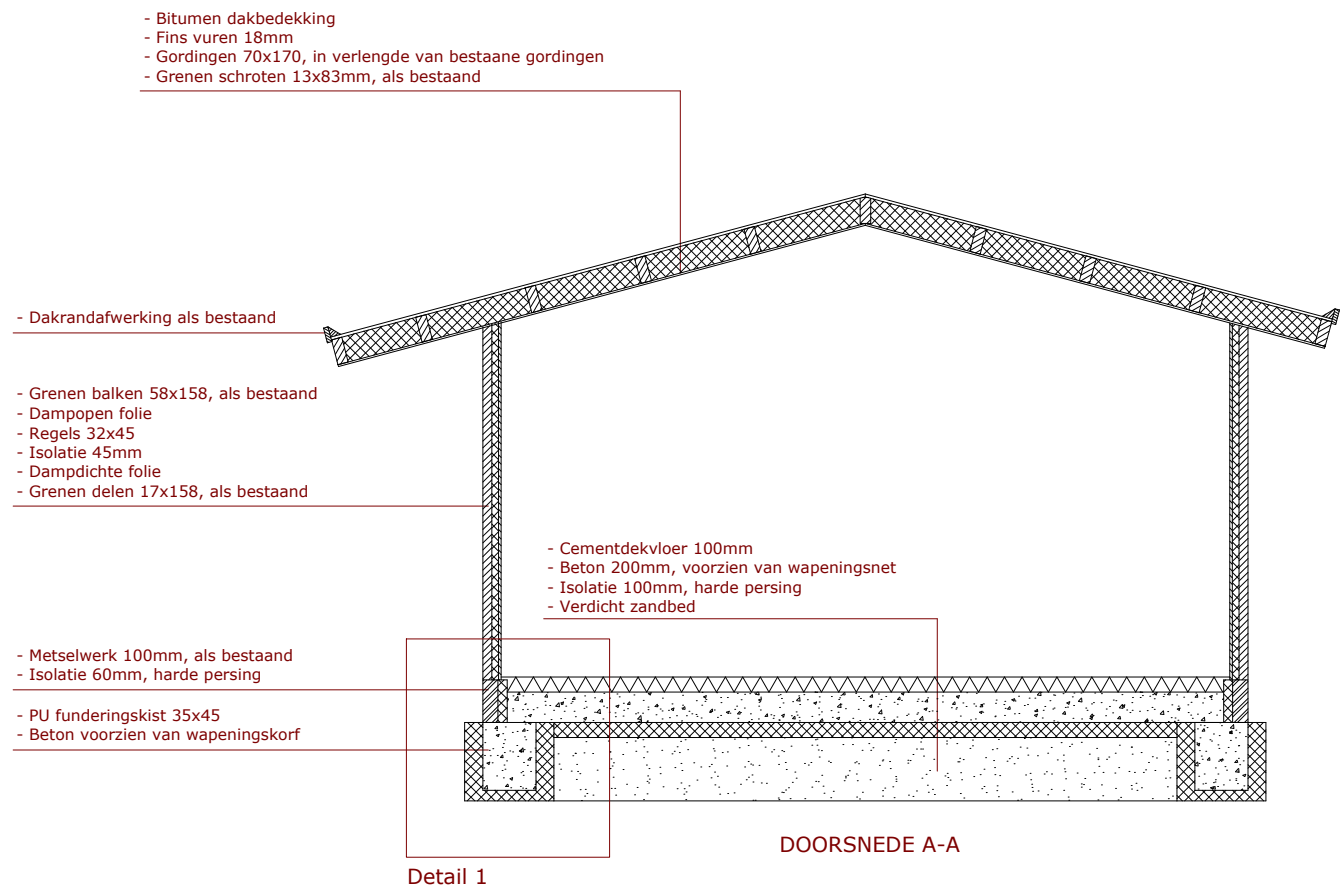 - Bitumen dakbedekking
- Fins vuren 18mm
- Gordingen 70x170, in verlengde van bestaane gordingen
- Grenen schroten 13x83mm, als bestaand
- Dakrandafwerking als bestaand
- Grenen balken 58x158, als bestaand
- Dampopen folie
- Regels 32x45
- Isolatie 45mm
- Dampdichte folie
- Grenen delen 17x158, als bestaand
- Cementdekvloer 100mm
- Beton 200mm, voorzien van wapeningsnet
- Isolatie 100mm, harde persing
- Verdicht zandbed
- Metselwerk 100mm, als bestaand
- Isolatie 60mm, harde persing
- PU funderingskist 35x45
- Beton voorzien van wapeningskorf
DOORSNEDE A-A
Detail 1